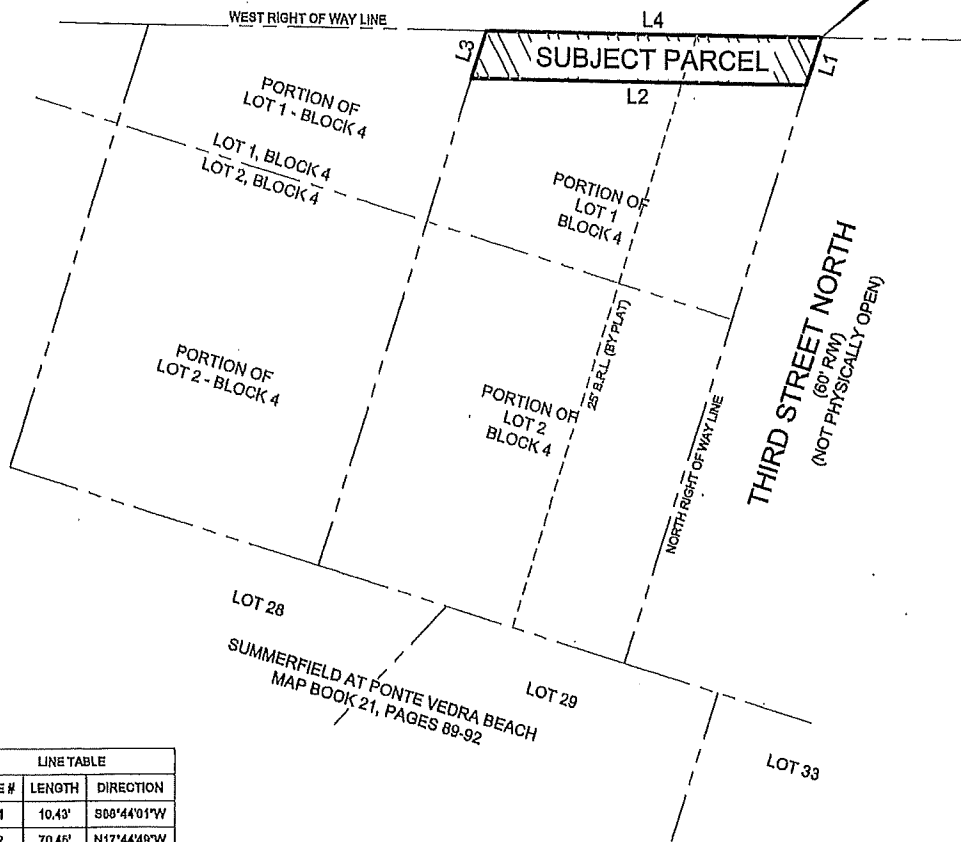 WEST RIGHT OF WAY LINE
L4
L3
SUBJECT PARCEL
L1
L2
PORTION OF
LOT 1 - BLOCK 4
LOT 1, BLOCK 4
LOT 2, BLOCK 4
PORTION OF
LOT 1
BLOCK 4
THIRD STREET NORTH
(60' R/W)
(NOT PHYSICALLY OPEN)
25' B.R.L. (BY PLAT)
PORTION OF
LOT 2 - BLOCK 4
PORTION OF
LOT 2
BLOCK 4
NORTH RIGHT OF WAY LINE
LOT 28
SUMMERFIELD AT PONTE VEDRA BEACH
MAP BOOK 21, PAGES 89-92
LOT 29
LOT 33
LINE TABLE
E # LENGTH DIRECTION
1 10.43' S88°44'01"W
2 70.45' N17°44'49"W